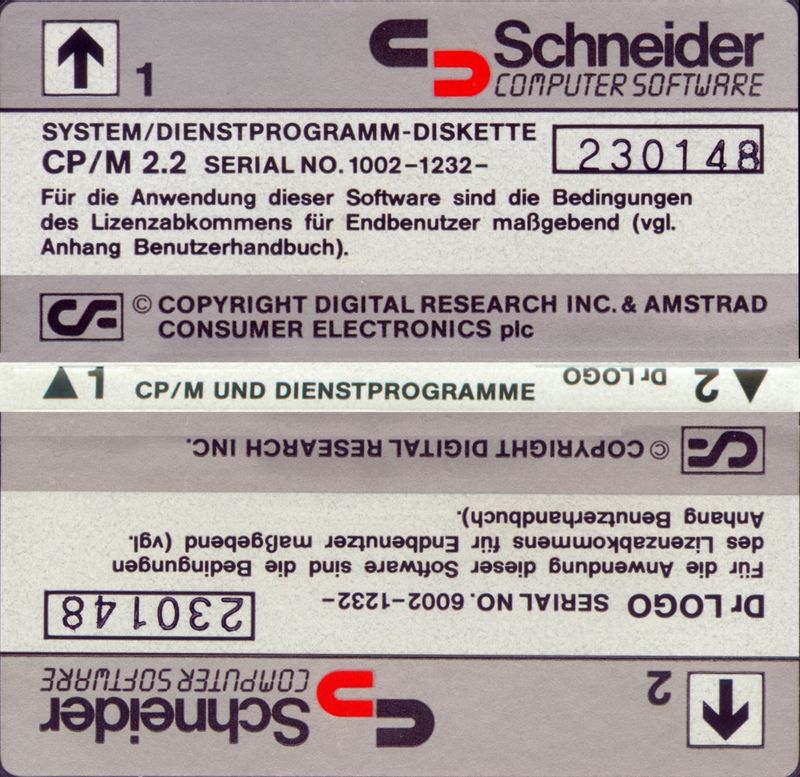 1
Schneider
COMPUTER SOFTWARE
SYSTEM/DIENSTPROGRAMM-DISKETTE
CP/M 2.2 SERIAL NO. 1002-1232- 230148
Für die Anwendung dieser Software sind die Bedingungen
des Lizenzabkommens für Endbenutzer maßgebend (vgl.
Anhang Benutzerhandbuch).
© COPYRIGHT DIGITAL RESEARCH INC. & AMSTRAD
CONSUMER ELECTRONICS plc
▲1 CP/M UND DIENSTPROGRAMME
▲2 Dr LOGO
2
Schneider
COMPUTER SOFTWARE
Dr LOGO SERIAL NO. 6002-1232- 230148
Für die Anwendung dieser Software sind die Bedingungen
des Lizenzabkommens für Endbenutzer maßgebend (vgl.
Anhang Benutzerhandbuch).
© COPYRIGHT DIGITAL RESEARCH INC.